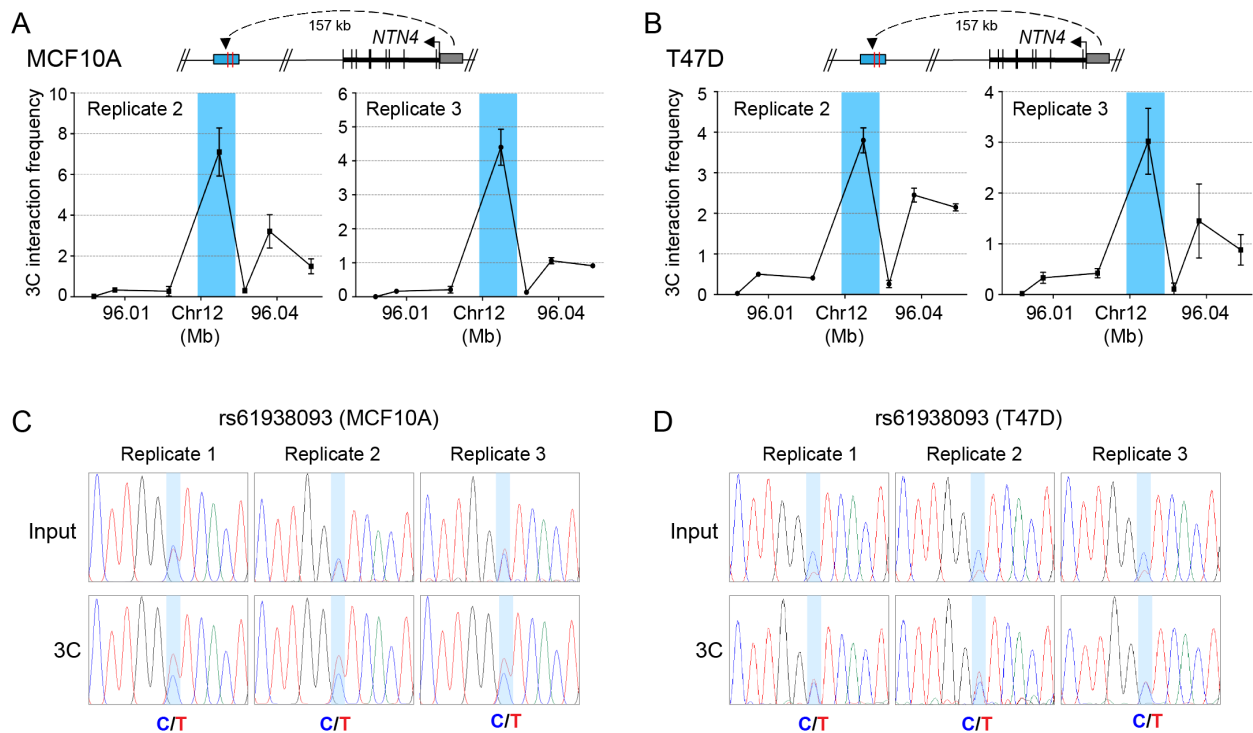 A
MCF10A
157 kb
NTN4
3C interaction frequency
10
8
6
4
2
0
Replicate 2
96.01
Chr12
(Mb)
96.04
6
5
4
3
2
1
0
Replicate 3
96.01
Chr12
(Mb)
96.04
B
T47D
157 kb
NTN4
3C interaction frequency
5
4
3
2
1
0
Replicate 2
96.01
Chr12
(Mb)
96.04
4
3
2
1
0
Replicate 3
96.01
Chr12
(Mb)
96.04
C
rs61938093 (MCF10A)
Replicate 1 Replicate 2 Replicate 3
Input
3C
C/T C/T C/T
D
rs61938093 (T47D)
Replicate 1 Replicate 2 Replicate 3
Input
3C
C/T C/T C/T